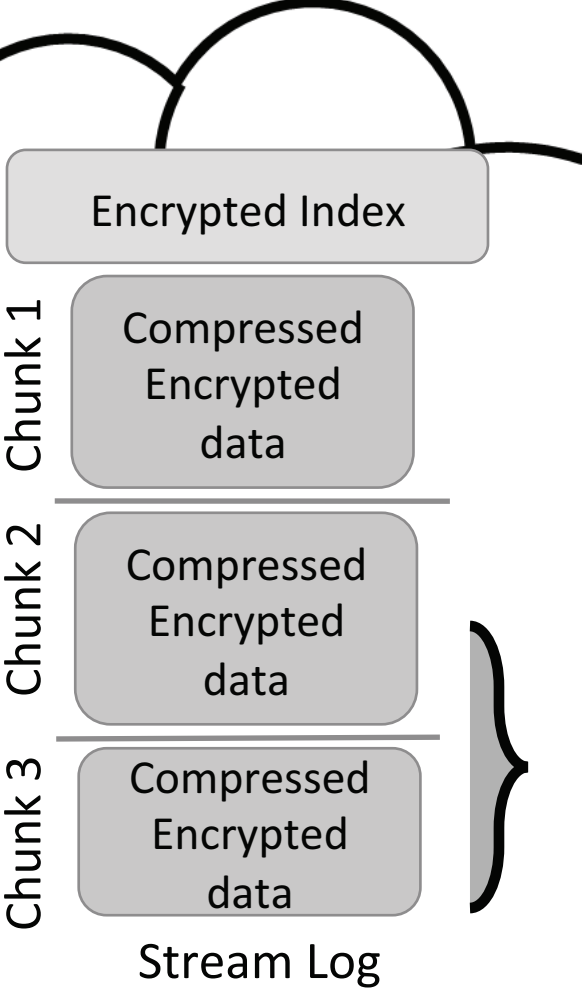 Encrypted Index
Chunk 1
Compressed
Encrypted
data
Chunk 2
Compressed
Encrypted
data
Chunk 3
Compressed
Encrypted
data
Stream Log